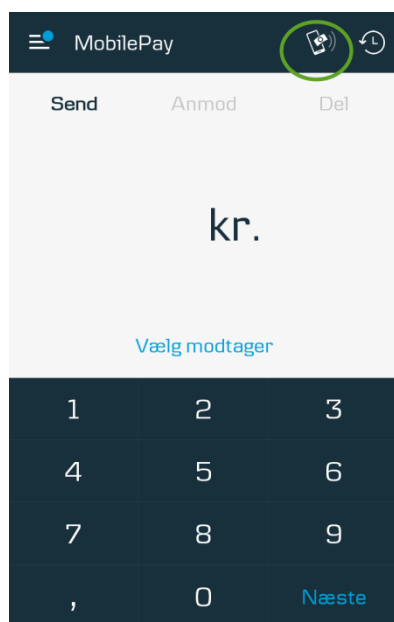 MobilePay
Send Anmod Del
kr.
Vælg modtager
1 2 3
4 5 6
7 8 9
, 0 Næste